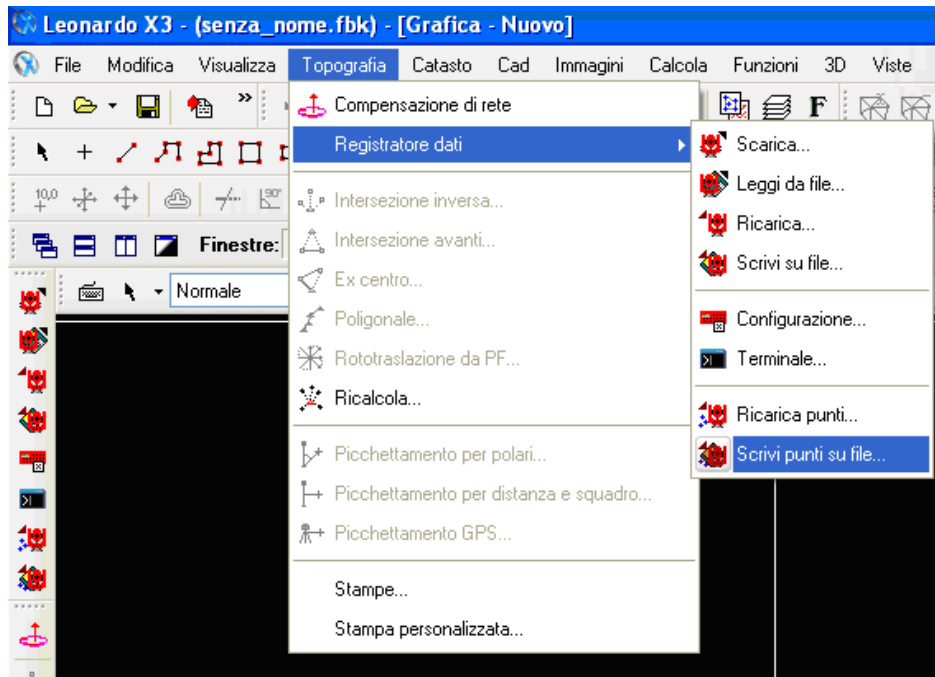 Leonardo X3 - (senza_nome.fbk) - [Grafica - Nuovo]
File Modifica Visualizza Topografia Catasto Cad Immagini Calcola Funzioni 3D Viste
Compensazione di rete
Registratore dati
Intersezione inversa...
Intersezione avanti...
Ex centro...
Poligonale...
Rototraslazione da PF...
Ricalcola...
Picchettamento per polari...
Picchettamento per distanza e squadro...
Picchettamento GPS...
Stampe...
Stampa personalizzata...
Scarica...
Leggi da file...
Ricarica...
Scrivi su file...
Configurazione...
Terminale...
Ricarica punti...
Scrivi punti su file...
F
10,0
90°
Finestre:
Normale